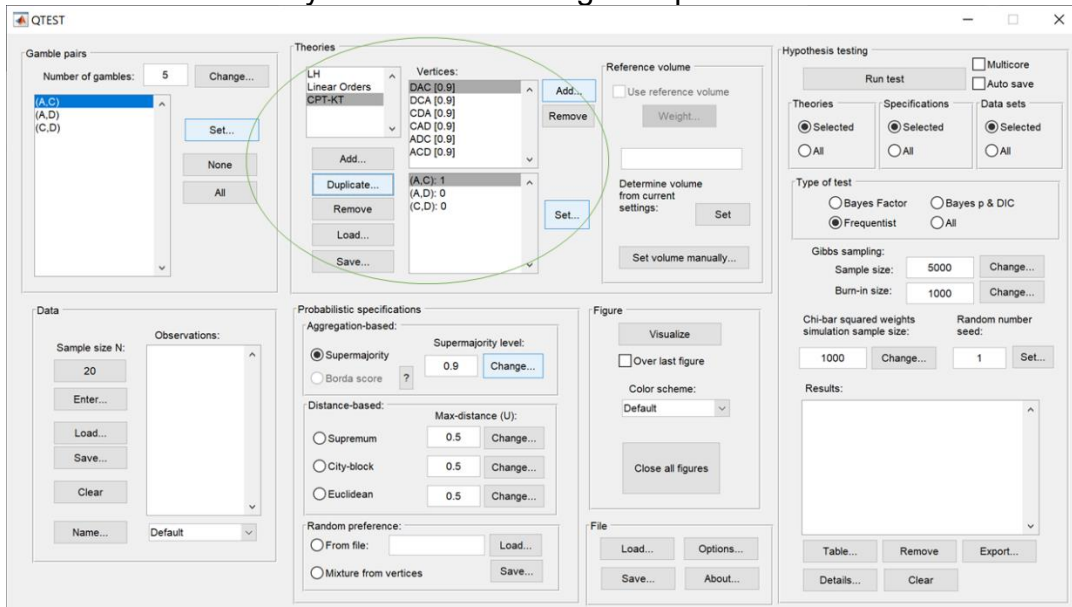 QTEST
Gamble pairs
Number of gambles: 5 Change...
(A,C)
(A,D)
(C,D)
Set...
None
All
Theories
LH
Linear Orders
CPT-KT
Add...
Duplicate...
Remove
Load...
Save...
Vertices:
DAC [0.9]
DCA [0.9]
CDA [0.9]
CAD [0.9]
ADC [0.9]
ACD [0.9]
Add...
Remove
(A,C): 1
(A,D): 0
(C,D): 0
Set...
Reference volume
Use reference volume
Weight...
Determine volume
from current
settings: Set
Set volume manually...
Hypothesis testing
Run test
Multicore
Auto save
Theories
Selected
All
Specifications
Selected
All
Data sets
Selected
All
Type of test
Bayes Factor Bayes p & DIC
Frequentist All
Gibbs sampling:
Sample size: 5000 Change...
Burn-in size: 1000 Change...
Chi-bar squared weights
simulation sample size:
1000 Change...
Random number
seed:
1 Set...
Results:
Table... Remove Export...
Details... Clear
Data
Sample size N:
20
Enter...
Load...
Save...
Clear
Name... Default
Observations:
Probabilistic specifications
Aggregation-based:
Supermajority level:
Supermajority 0.9 Change...
Borda score ?
Distance-based:
Max-distance (U):
Supremum 0.5 Change...
City-block 0.5 Change...
Euclidean 0.5 Change...
Random preference:
From file: Load...
Mixture from vertices Save...
Figure
Visualize
Over last figure
Color scheme:
Default
Close all figures
File
Load... Options...
Save... About...